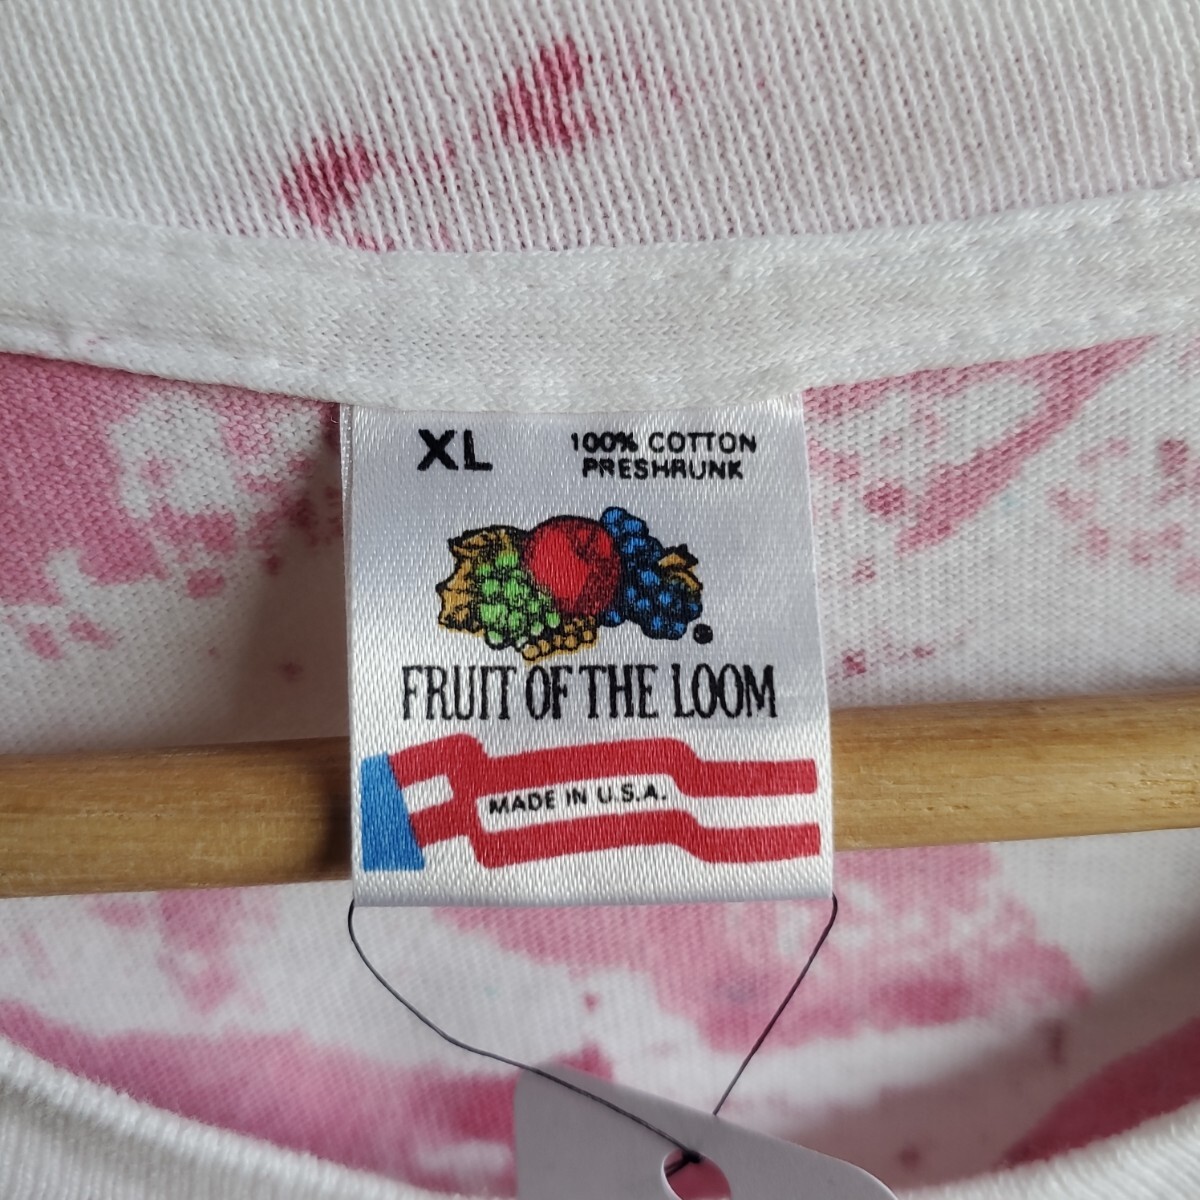 XL
100% COTTON
PRESHRUNK
FRUIT OF THE LOOM
MADE IN U.S.A.